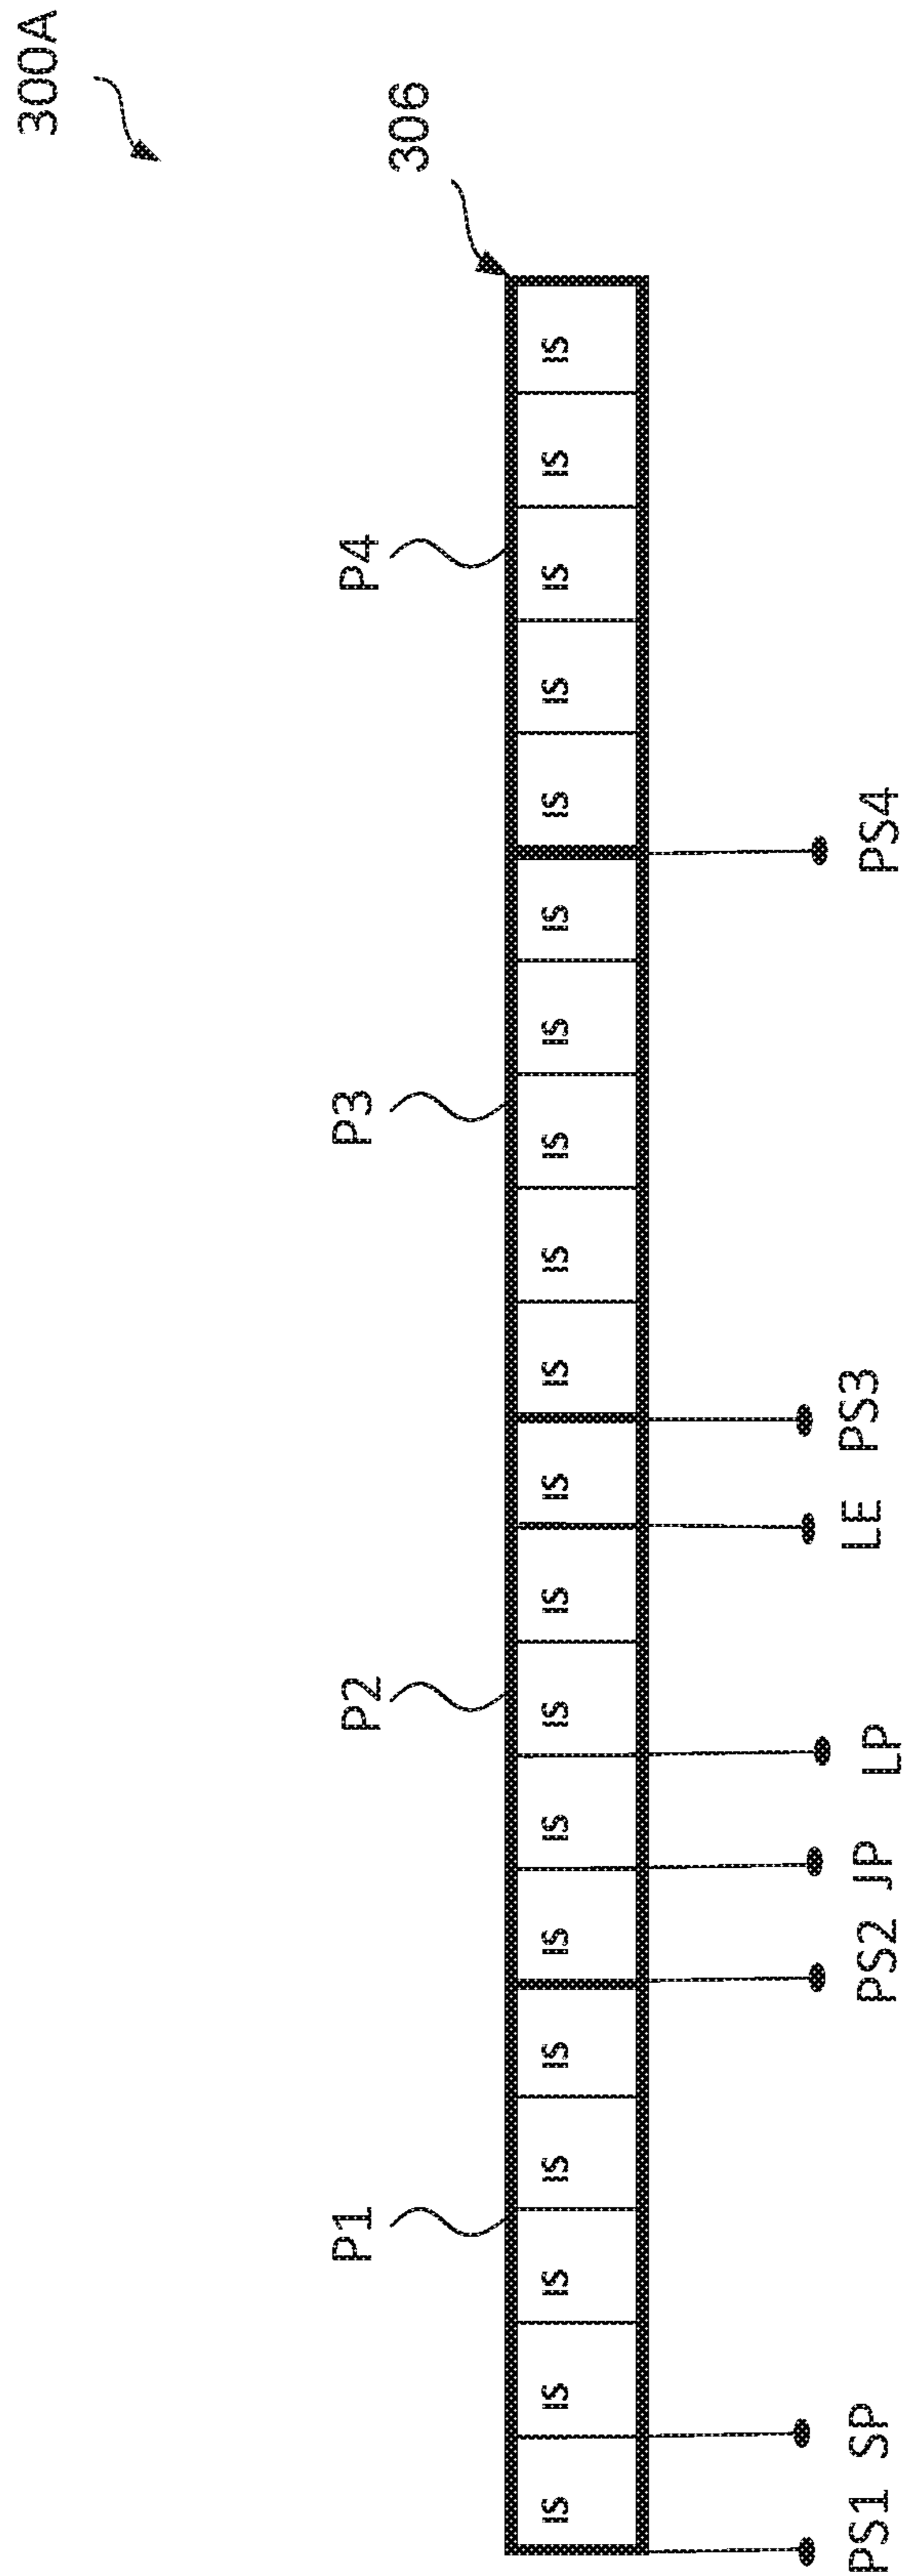 300A
P1 P2 P3 P4
306
IS IS IS IS IS IS IS IS IS IS IS IS IS IS IS IS IS IS IS IS
PS1 SP PS2 JP LP LE PS3 PS4